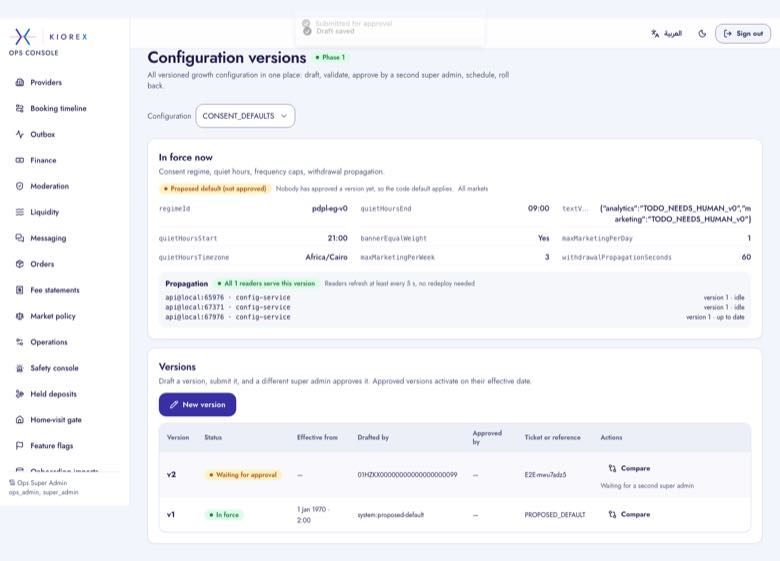 KIOREX
OPS CONSOLE
Submitted for approval
Draft saved
العربية
Sign out
Providers
Booking timeline
Outbox
Finance
Moderation
Liquidity
Messaging
Orders
Fee statements
Market policy
Operations
Safety console
Held deposits
Home-visit gate
Feature flags
Onboarding imports
Ops Super Admin
ops_admin, super_admin
Configuration versions
Phase 1
All versioned growth configuration in one place: draft, validate, approve by a second super admin, schedule, roll
back.
Configuration
CONSENT_DEFAULTS
In force now
Consent regime, quiet hours, frequency caps, withdrawal propagation.
Proposed default (not approved) Nobody has approved a version yet, so the code default applies. All markets
regimeId pdpl-eg-v0 quietHoursEnd 09:00 textV... {"analytics":"TODO_NEEDS_HUMAN_v0","m
arketing":"TODO_NEEDS_HUMAN_v0"}
quietHoursStart 21:00 bannerEqualWeight Yes maxMarketingPerDay 1
quietHoursTimezone Africa/Cairo maxMarketingPerWeek 3 withdrawalPropagationSeconds 60
Propagation All 1 readers serve this version Readers refresh at least every 5 s, no redeploy needed
api@local:65976 · config-service version 1 · idle
api@local:67371 · config-service version 1 · idle
api@local:67976 · config-service version 1 · up to date
Versions
Draft a version, submit it, and a different super admin approves it. Approved versions activate on their effective date.
New version
Version Status Effective from Drafted by Approved by Ticket or reference Actions
v2 Waiting for approval — — E2E-mwu7adz5 Compare
Waiting for a second super admin
v1 In force 1 Jan 1970 · 2:00 system:proposed-default — PROPOSED_DEFAULT Compare